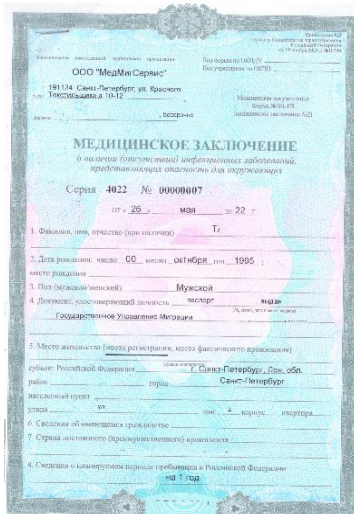 ООО "МедМигСервис"
191124 Санкт-Петербург, ул. Красного
Текстильщика д 10-12
Медицинская документация
бессрочно
МЕДИЦИНСКОЕ ЗАКЛЮЧЕНИЕ
о наличии (отсутствии) инфекционных заболеваний,
представляющих опасность для окружающих
Серия 4022 № 00000007
от « 26 » мая 20 22 г
1. Фамилия, имя, отчество (при наличии)
2. Дата рождения: число 00 месяц октября год 1995
место рождения
3. Пол (мужской/женский) Мужской
4. Документ, удостоверяющий личность паспорт выдан
Государственное Управление Миграции
5. Место жительства (место регистрации, место фактического проживания)
субъект Российской Федерации г. Санкт-Петербург, Лен. обл.
район город Санкт-Петербург
населенный пункт
улица ул дом корпус квартира
6. Сведения об имеющемся гражданстве
7. Страна постоянного (преимущественного) проживания
8. Сведения о планируемом периоде пребывания в Российской Федерации
на 1 год